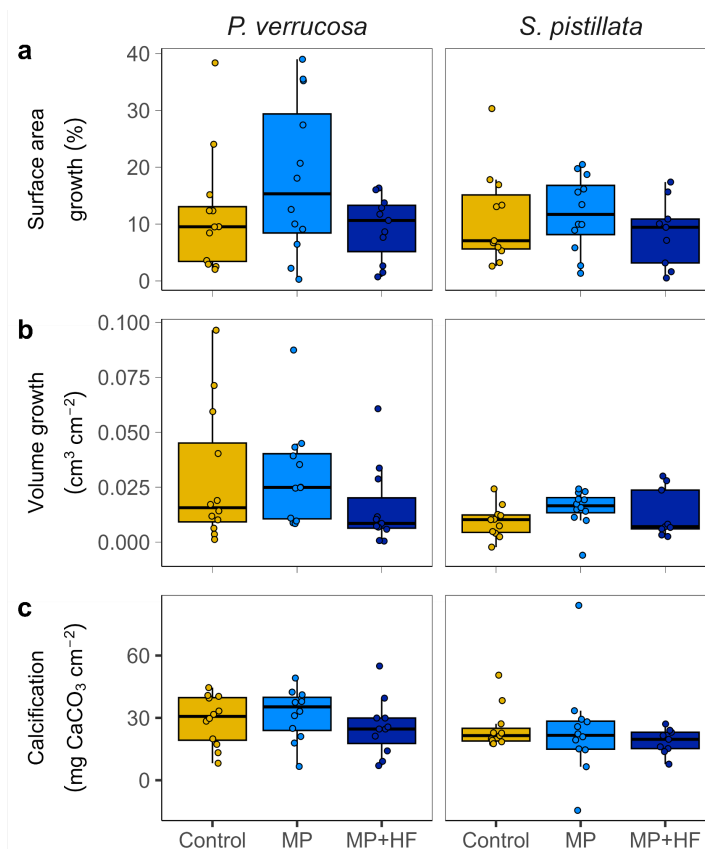 P. verrucosa S. pistillata
a
Surface area
growth (%)
40
30
20
10
0
b
Volume growth
(cm³ cm⁻²)
0.100
0.075
0.050
0.025
0.000
c
Calcification
(mg CaCO₃ cm⁻²)
60
30
0
Control MP MP+HF Control MP MP+HF